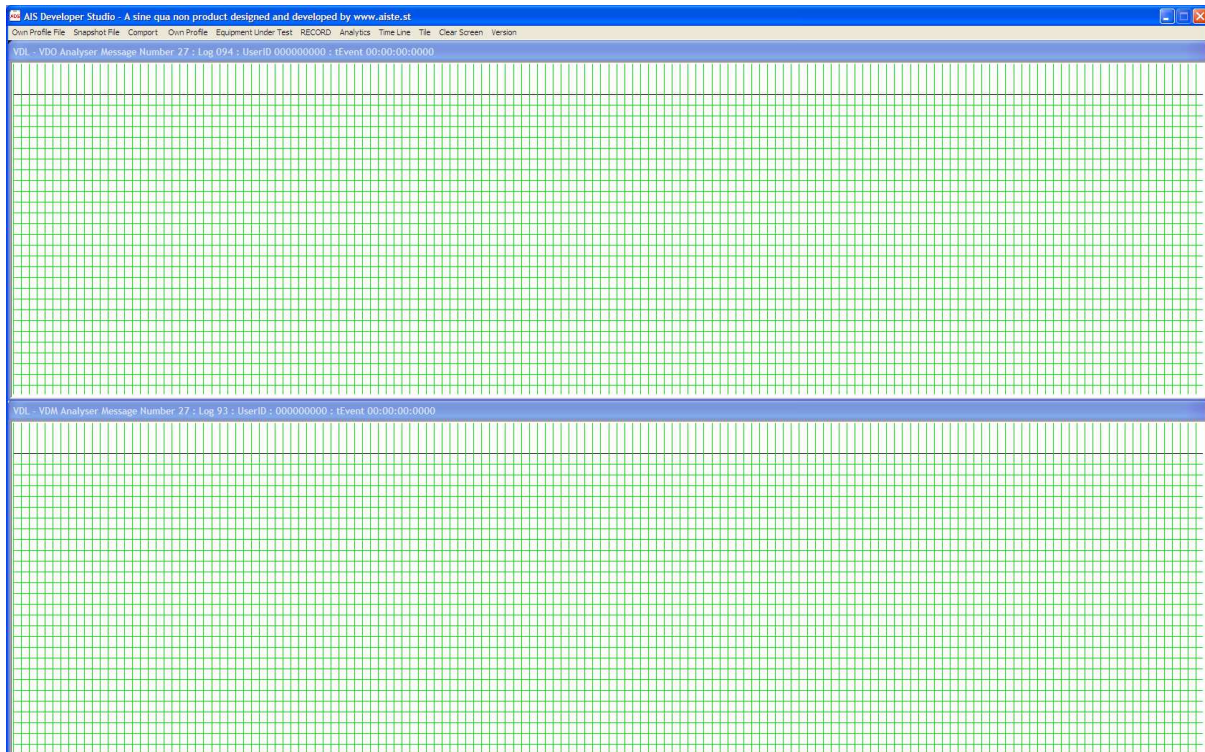 ADS AIS Developer Studio - A sine qua non product designed and developed by www.aiste.st
Own Profile File Snapshot File Comport Own Profile Equipment Under Test RECORD Analytics Time Line Tile Clear Screen Version
VDL - VDO Analyser Message Number 27 : Log 094 : UserID 000000000 : tEvent 00:00:00:0000
VDL - VDM Analyser Message Number 27 : Log 93 : UserID : 000000000 : tEvent 00:00:00:0000